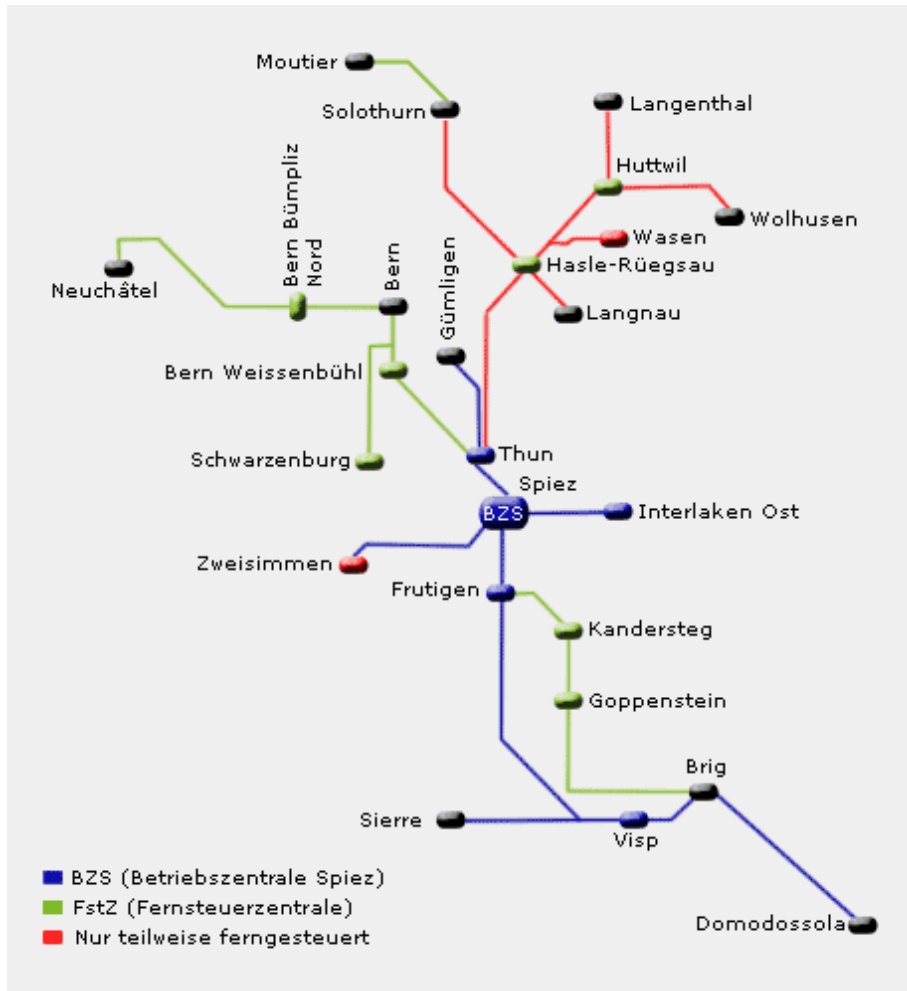 Moutier
Solothurn
Langenthal
Huttwil
Wolhusen
Wasen
Hasle-Rüegsau
Langnau
Bern Bümpliz
Nord
Bern
Gümligen
Neuchâtel
Bern Weissenbühl
Schwarzenburg
Thun
Spiez
BZS
Interlaken Ost
Zweisimmen
Frutigen
Kandersteg
Goppenstein
Brig
Sierre
Visp
Domodossola
BZS (Betriebszentrale Spiez)
FstZ (Fernsteuerzentrale)
Nur teilweise ferngesteuert